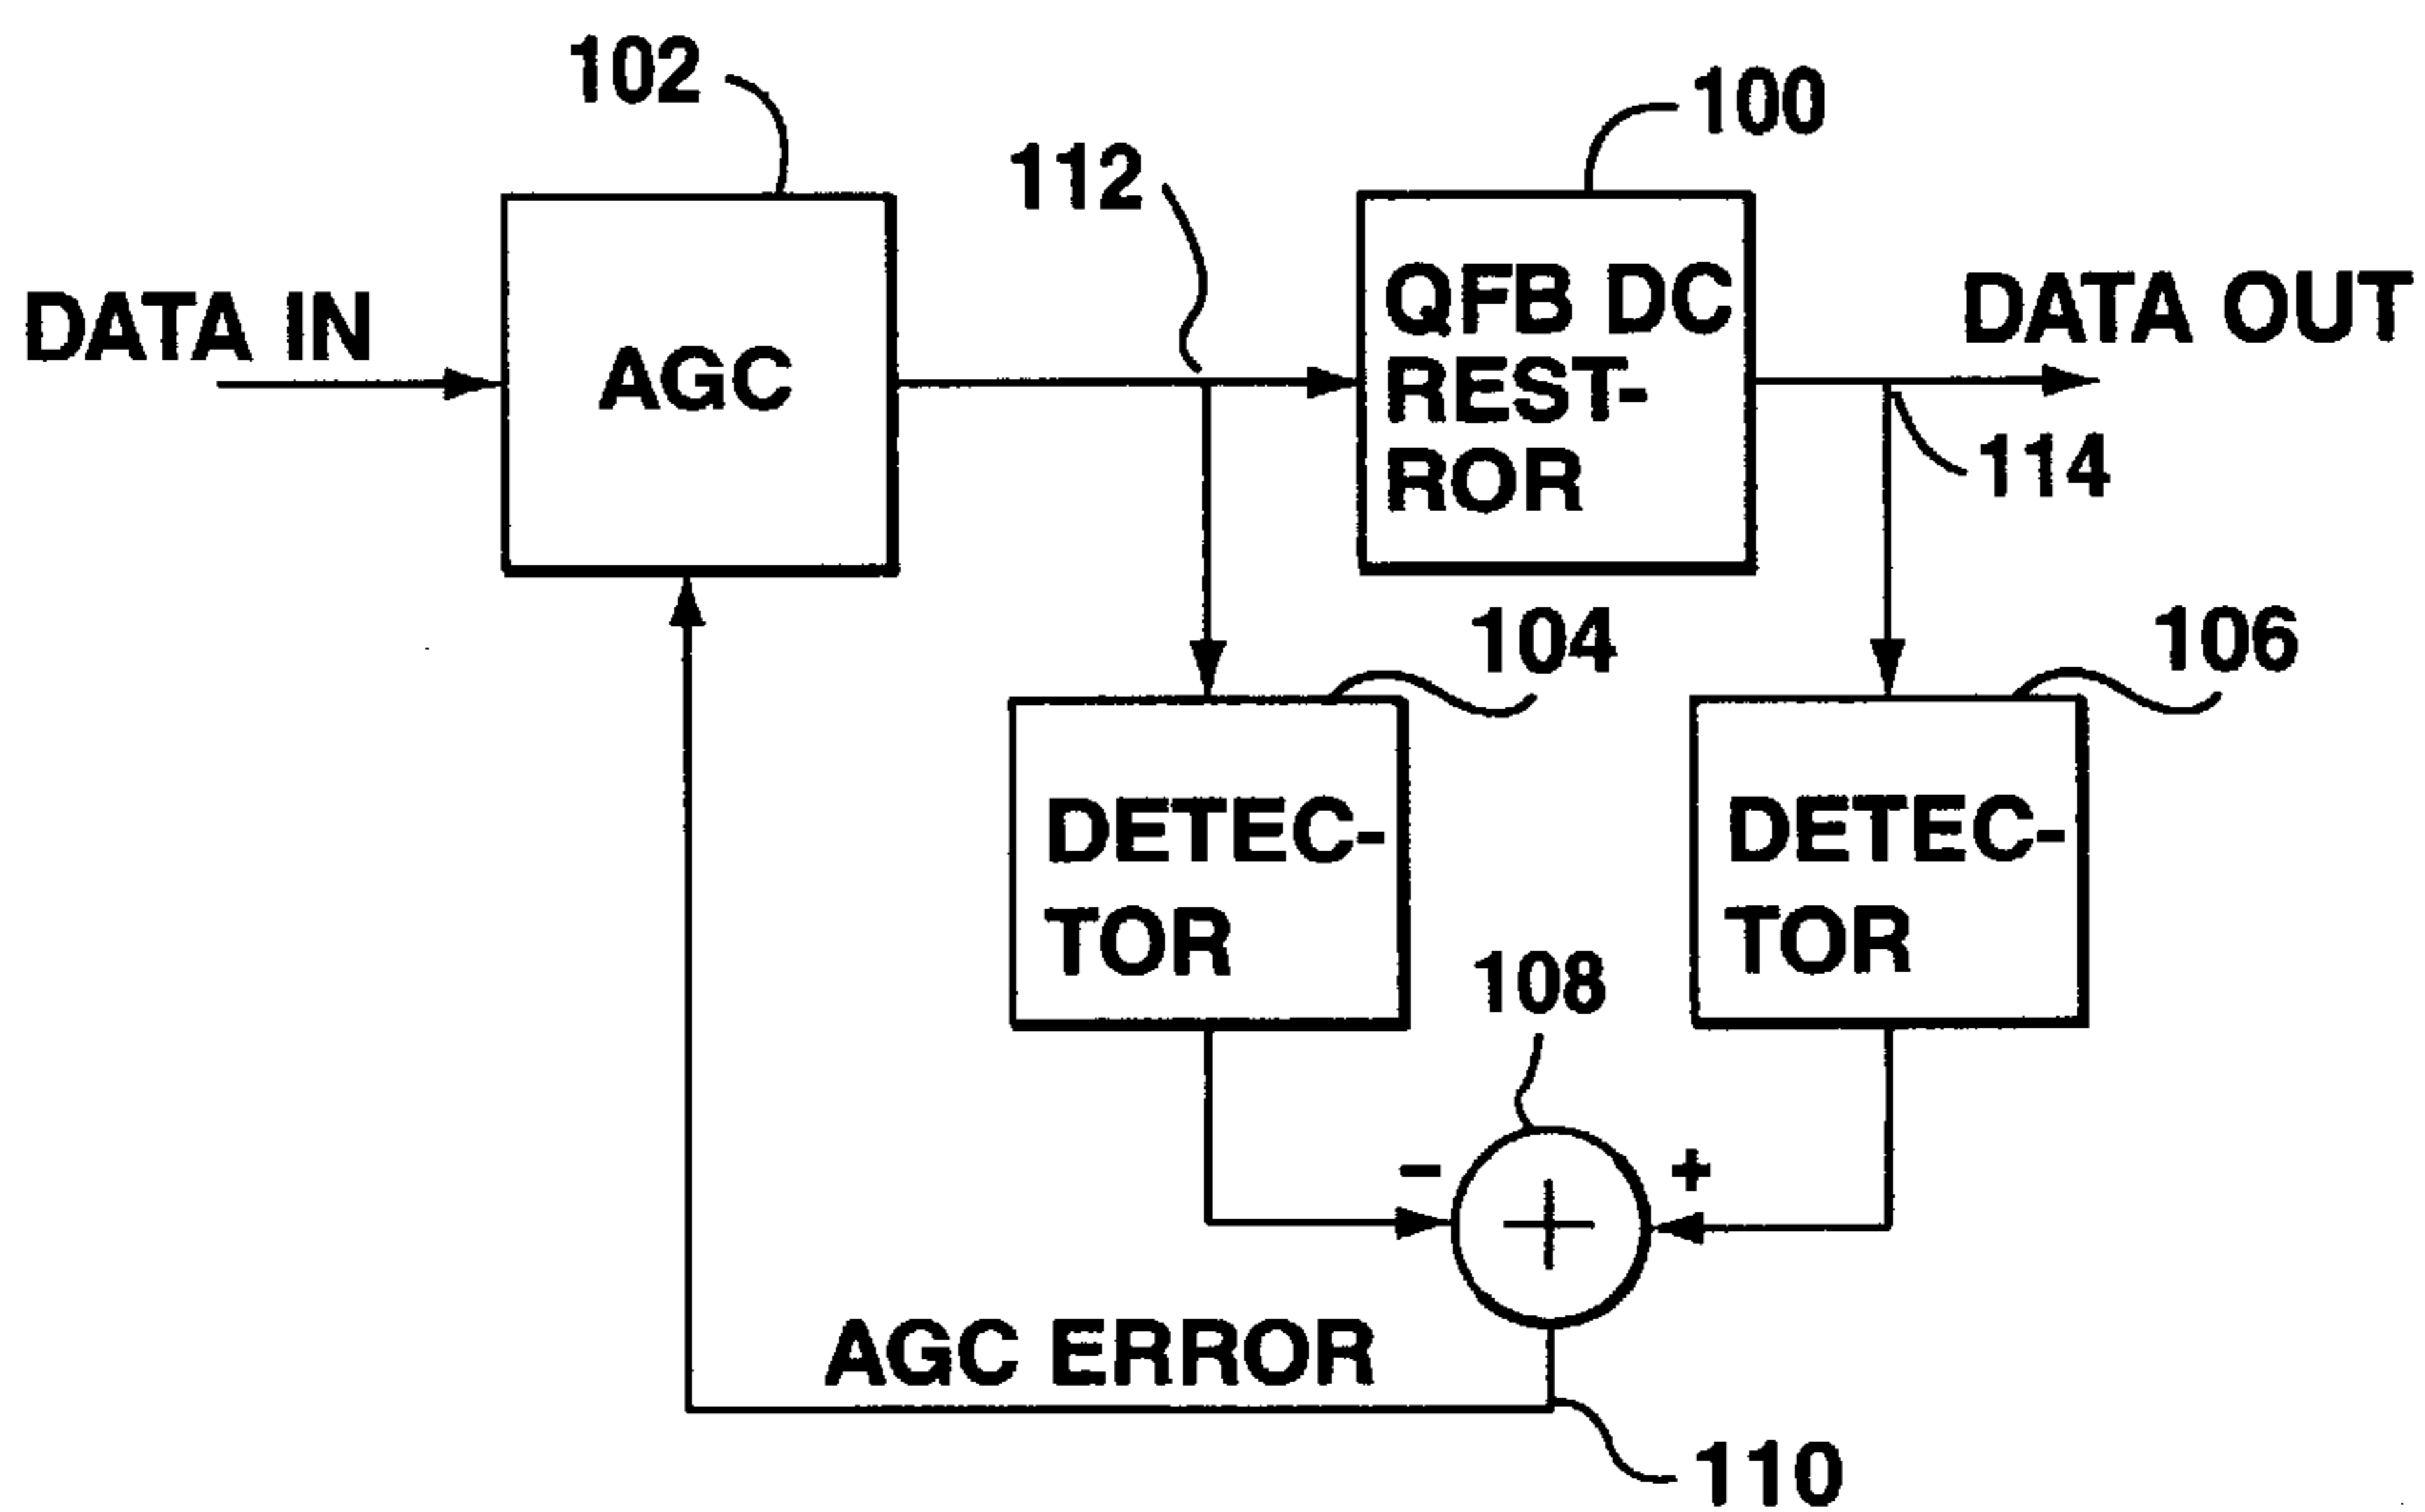 102
100
112
DATA IN
AGC
QFB DC
REST-
ROR
DATA OUT
114
104
106
DETEC-
TOR
DETEC-
TOR
108
-
+
+
AGC ERROR
110